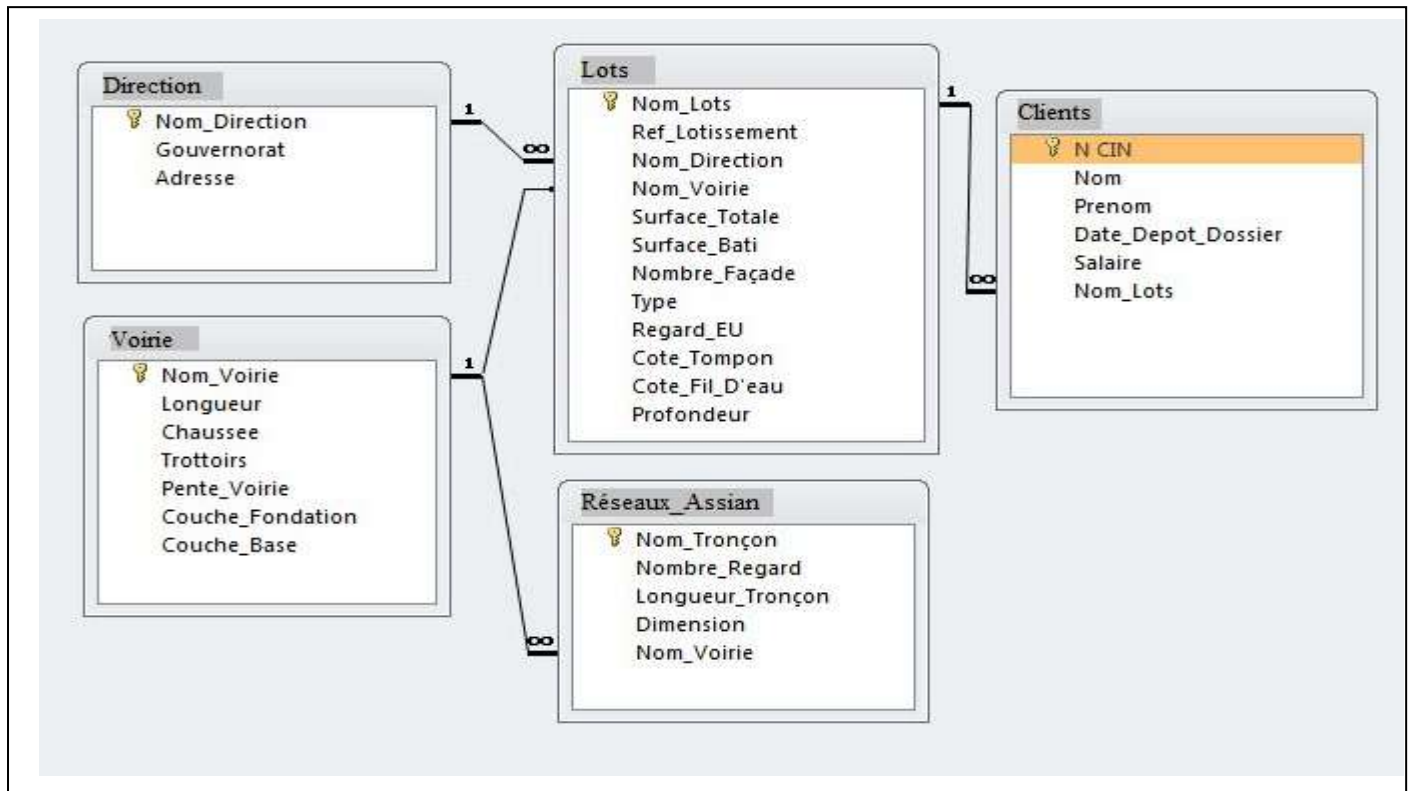 Direction
Nom_Direction
Gouvernorat
Adresse
1
∞
Voirie
Nom_Voirie
Longueur
Chaussee
Trottoirs
Pente_Voirie
Couche_Fondation
Couche_Base
1
∞
Lots
Nom_Lots
Ref_Lotissement
Nom_Direction
Nom_Voirie
Surface_Totale
Surface_Bati
Nombre_Façade
Type
Regard_EU
Cote_Tompon
Cote_Fil_D'eau
Profondeur
1
∞
Réseaux_Assian
Nom_Tronçon
Nombre_Regard
Longueur_Tronçon
Dimension
Nom_Voirie
Clients
N CIN
Nom
Prenom
Date_Depot_Dossier
Salaire
Nom_Lots